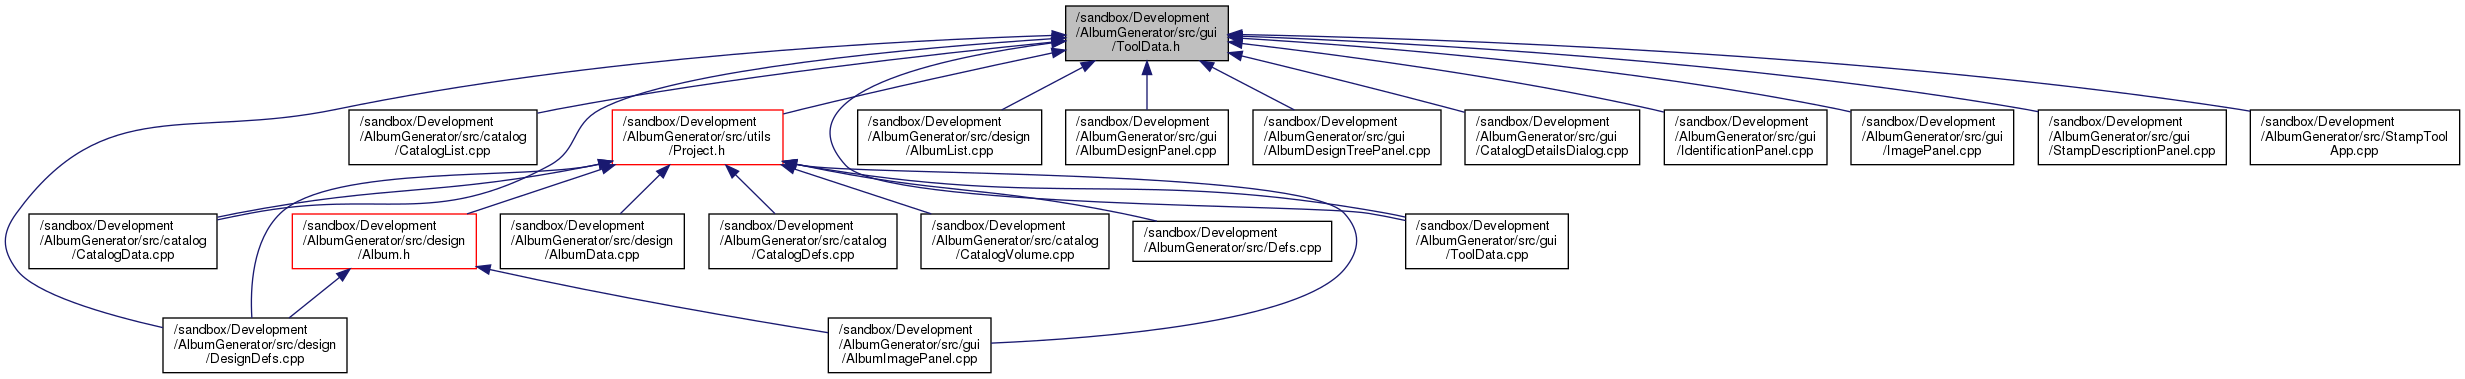 /sandbox/Development
/AlbumGenerator/src/gui
/ToolData.h
/sandbox/Development
/AlbumGenerator/src/catalog
/CatalogList.cpp
/sandbox/Development
/AlbumGenerator/src/utils
/Project.h
/sandbox/Development
/AlbumGenerator/src/design
/AlbumList.cpp
/sandbox/Development
/AlbumGenerator/src/gui
/AlbumDesignPanel.cpp
/sandbox/Development
/AlbumGenerator/src/gui
/AlbumDesignTreePanel.cpp
/sandbox/Development
/AlbumGenerator/src/gui
/CatalogDetailsDialog.cpp
/sandbox/Development
/AlbumGenerator/src/gui
/IdentificationPanel.cpp
/sandbox/Development
/AlbumGenerator/src/gui
/ImagePanel.cpp
/sandbox/Development
/AlbumGenerator/src/gui
/StampDescriptionPanel.cpp
/sandbox/Development
/AlbumGenerator/src/StampTool
App.cpp
/sandbox/Development
/AlbumGenerator/src/catalog
/CatalogData.cpp
/sandbox/Development
/AlbumGenerator/src/design
/Album.h
/sandbox/Development
/AlbumGenerator/src/design
/AlbumData.cpp
/sandbox/Development
/AlbumGenerator/src/catalog
/CatalogDefs.cpp
/sandbox/Development
/AlbumGenerator/src/catalog
/CatalogVolume.cpp
/sandbox/Development
/AlbumGenerator/src/Defs.cpp
/sandbox/Development
/AlbumGenerator/src/gui
/ToolData.cpp
/sandbox/Development
/AlbumGenerator/src/design
/DesignDefs.cpp
/sandbox/Development
/AlbumGenerator/src/gui
/AlbumImagePanel.cpp